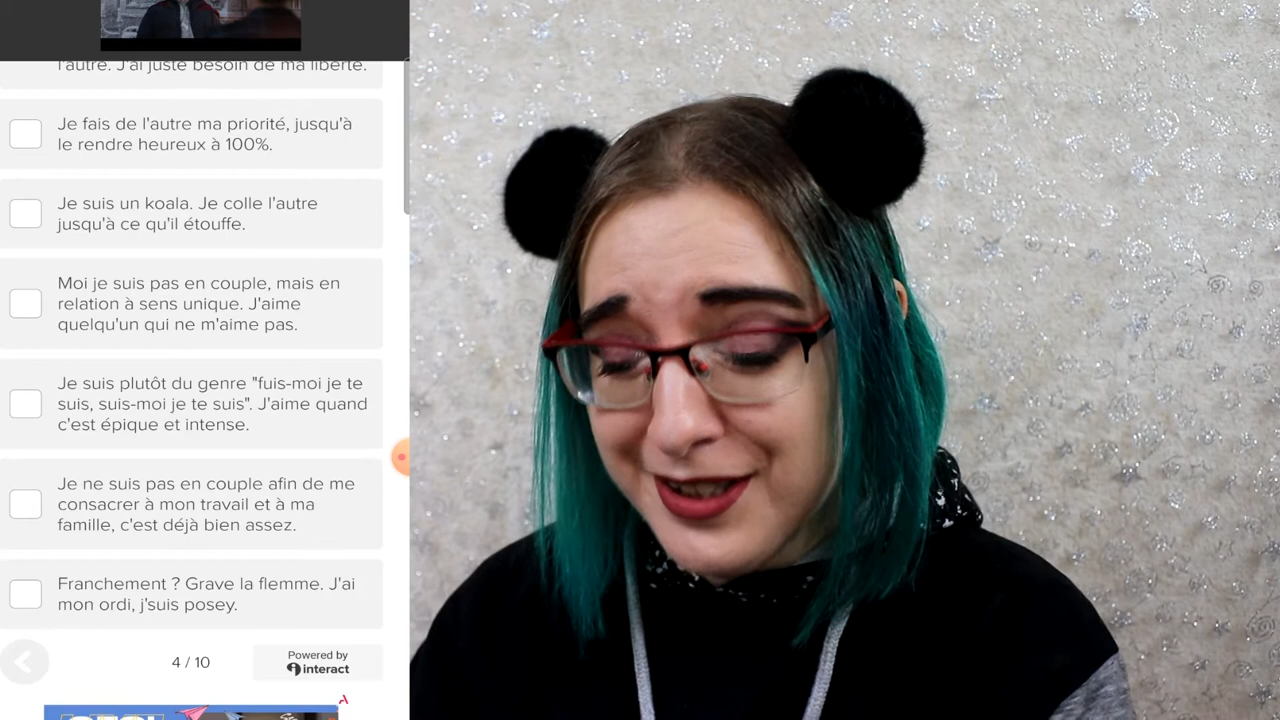 l'autre. J'ai juste besoin de ma liberté.
Je fais de l'autre ma priorité, jusqu'à
le rendre heureux à 100%.
Je suis un koala. Je colle l'autre
jusqu'à ce qu'il étouffe.
Moi je suis pas en couple, mais en
relation à sens unique. J'aime
quelqu'un qui ne m'aime pas.
Je suis plutôt du genre "fuis-moi je te
suis, suis-moi je te suis". J'aime quand
c'est épique et intense.
Je ne suis pas en couple afin de me
consacrer à mon travail et à ma
famille, c'est déjà bien assez.
Franchement ? Grave la flemme. J'ai
mon ordi, j'suis posey.
4 / 10
Powered by
interact